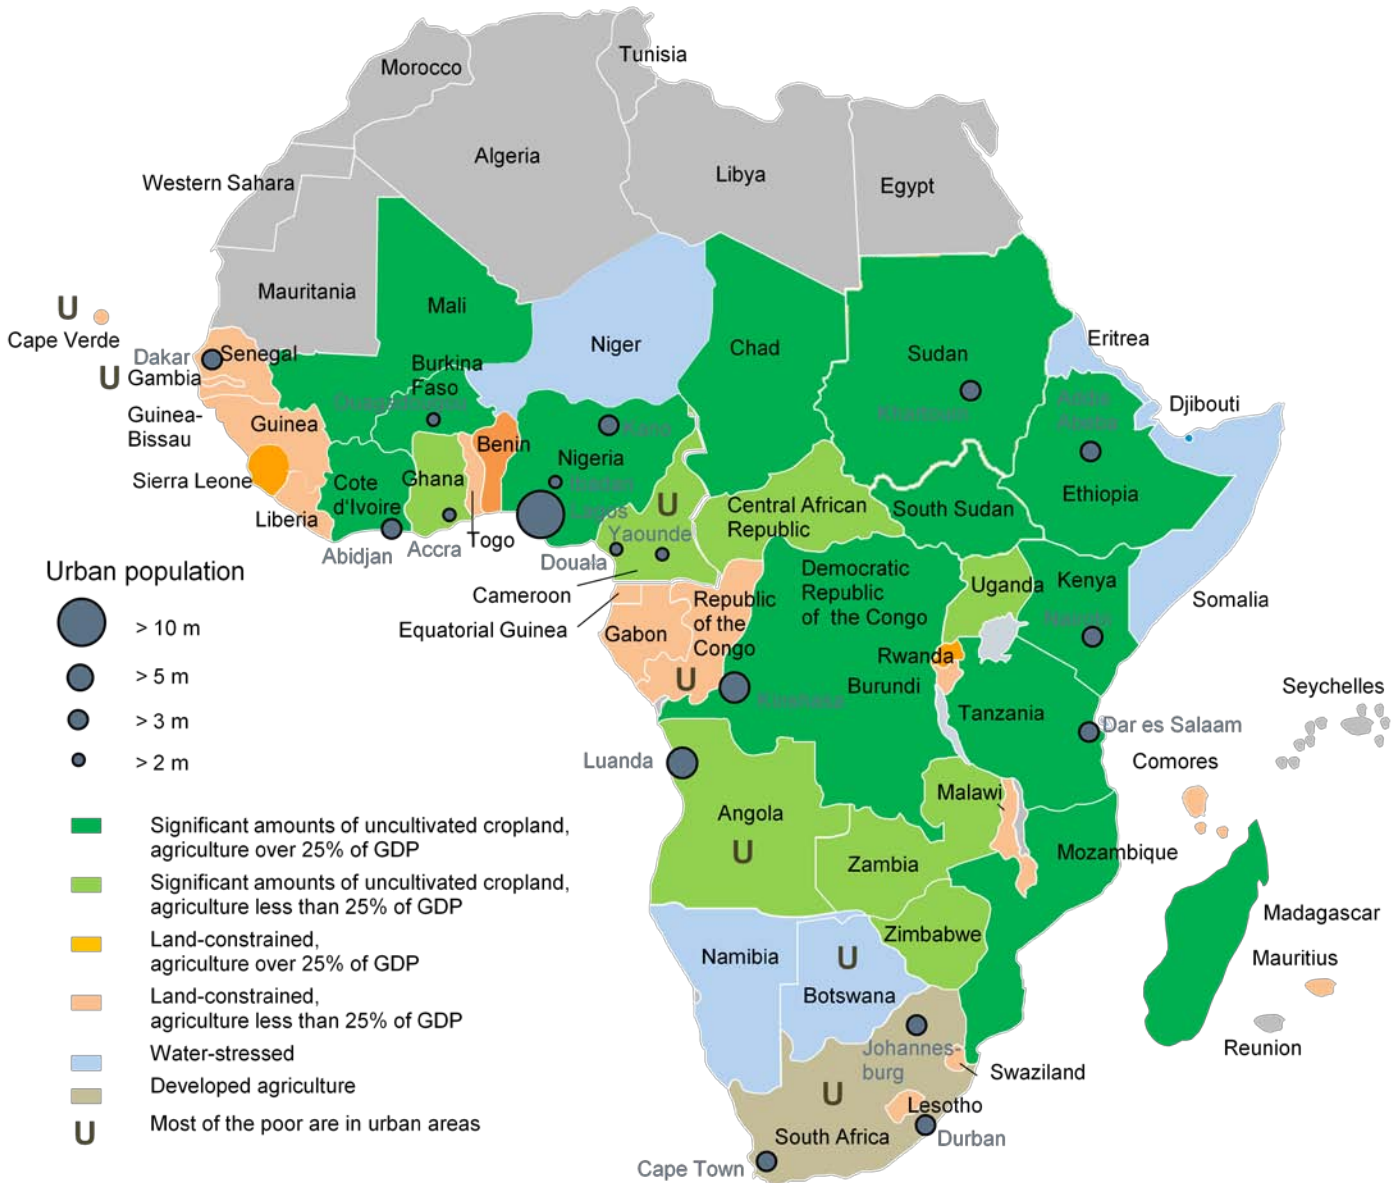 Morocco
Tunisia
Algeria
Libya
Egypt
Western Sahara
Mauritania
Mali
Niger
Chad
Sudan
Eritrea
U
Cape Verde
Dakar
Senegal
U
Gambia
Burkina
Faso
Ouagadougou
Khartoum
Addis
Ababa
Djibouti
Guinea-
Bissau
Guinea
Benin
Kano
Nigeria
Ibadan
Lagos
Sierra Leone
Cote
d'Ivoire
Ghana
Liberia
Abidjan
Accra
Togo
U
Yaounde
Douala
Cameroon
Central African
Republic
South Sudan
Ethiopia
Equatorial Guinea
Gabon
Republic
of the
Congo
U
Democratic
Republic
of the Congo
Uganda
Kenya
Nairobi
Somalia
Rwanda
Burundi
Kinshasa
Tanzania
Dar es Salaam
Seychelles
Comores
Luanda
Angola
U
Malawi
Zambia
Mozambique
Madagascar
Mauritius
Reunion
Zimbabwe
Namibia
U
Botswana
Johannes-
burg
Swaziland
U
Lesotho
South Africa
Durban
Cape Town
Urban population
> 10 m
> 5 m
> 3 m
> 2 m
Significant amounts of uncultivated cropland,
agriculture over 25% of GDP
Significant amounts of uncultivated cropland,
agriculture less than 25% of GDP
Land-constrained,
agriculture over 25% of GDP
Land-constrained,
agriculture less than 25% of GDP
Water-stressed
Developed agriculture
U Most of the poor are in urban areas